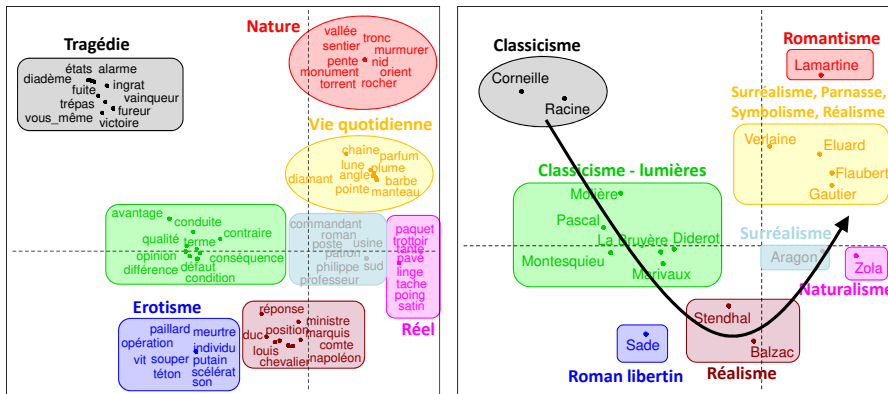 Tragédie
états alarme
diadème
ingrat
fuite
vainqueur
trépas
fureur
vous_même
victoire
Nature
vallée
tronc
sentier
murmurer
pente
nid
monument
orient
torrent
rocher
Vie quotidienne
chaîne
parfum
lune
plume
diamant
angle
barbe
pointe
manteau
avantage
conduite
contraire
qualité
terme
opinion
conséquence
différence
défaut
condition
commandant
roman
poste
usine
patron
philippe
sud
professeur
paquet
trottoir
tante
pavé
linge
tache
poing
satin
Réel
Erotisme
paillard
meurtre
opération
individu
vit
souper
putain
téton
scélérat
son
réponse
ministre
duc
position
marquis
louis
comte
chevalier
napoléon
Classicisme
Corneille
Racine
Romantisme
Lamartine
Surréalisme, Parnasse,
Symbolisme, Réalisme
Verlaine
Eluard
Flaubert
Gautier
Classicisme - lumières
Molière
Pascal
La Bruyère
Diderot
Montesquieu
Marivaux
Surréalisme
Aragon
Zola
Naturalisme
Stendhal
Balzac
Réalisme
Sade
Roman libertin